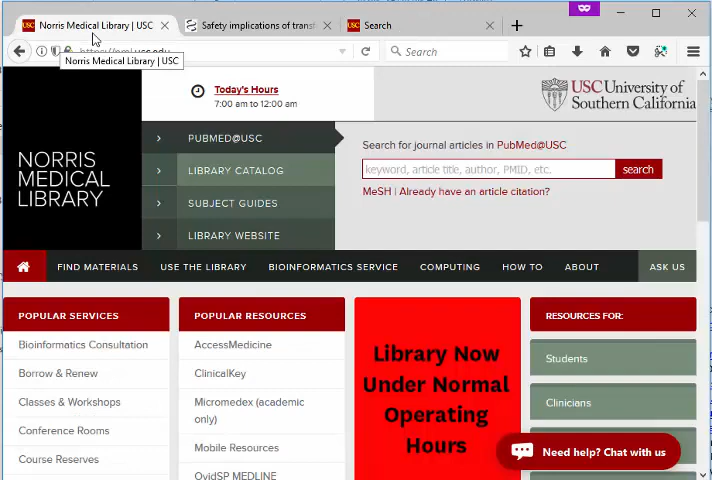 Norris Medical Library | USC
Safety implications of transf
Search
Search
Norris Medical Library | USC
Today's Hours
7:00 am to 12:00 am
USC University of
Southern California
NORRIS
MEDICAL
LIBRARY
PUBMED@USC
LIBRARY CATALOG
SUBJECT GUIDES
LIBRARY WEBSITE
Search for journal articles in PubMed@USC
keyword, article title, author, PMID, etc.
search
MeSH | Already have an article citation?
FIND MATERIALS
USE THE LIBRARY
BIOINFORMATICS SERVICE
COMPUTING
HOW TO
ABOUT
ASK US
POPULAR SERVICES
Bioinformatics Consultation
Borrow & Renew
Classes & Workshops
Conference Rooms
Course Reserves
POPULAR RESOURCES
AccessMedicine
ClinicalKey
Micromedex (academic
only)
Mobile Resources
OvidSP MEDLINE
Library Now
Under Normal
Operating
Hours
RESOURCES FOR:
Students
Clinicians
Need help? Chat with us